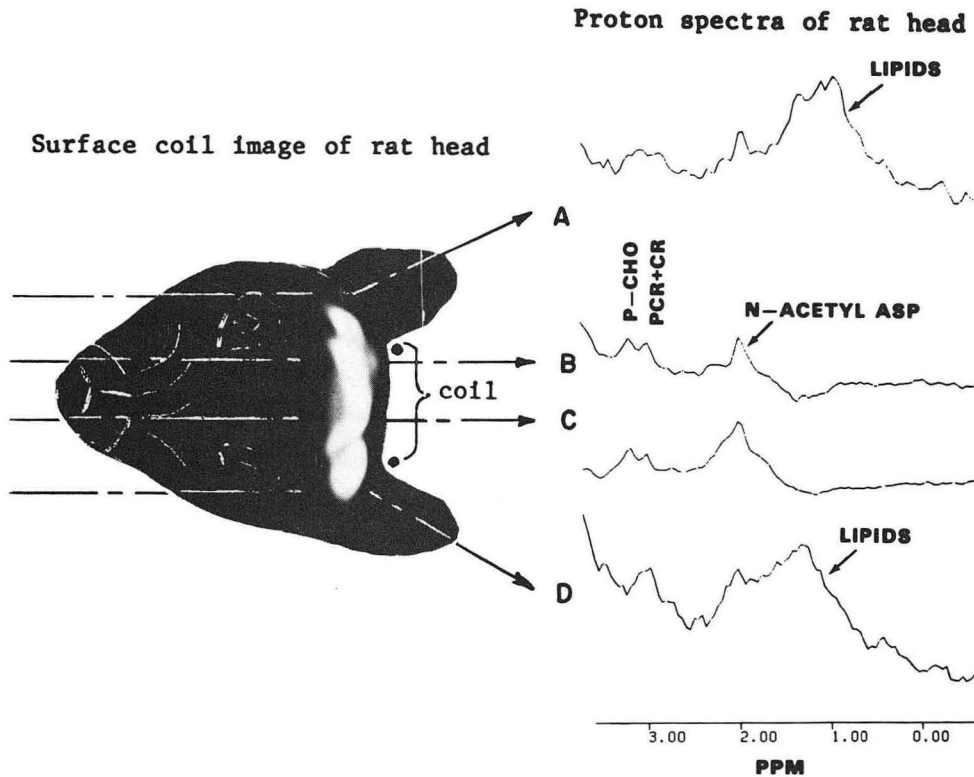 Proton spectra of rat head
LIPIDS
Surface coil image of rat head
A
P-CHO
PCR+CR
N-ACETYL ASP
B
coil
C
LIPIDS
D
3.00 2.00 1.00 0.00
PPM